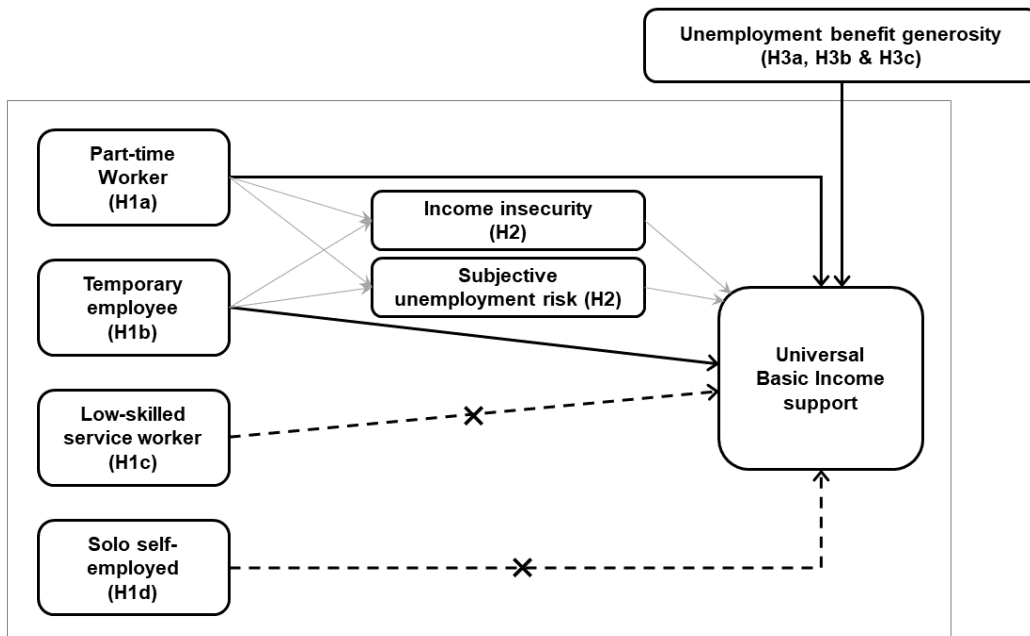 Unemployment benefit generosity
(H3a, H3b & H3c)
Part-time
Worker
(H1a)
Income insecurity
(H2)
Temporary
employee
(H1b)
Subjective
unemployment risk (H2)
Universal
Basic Income
support
Low-skilled
service worker
(H1c)
Solo self-
employed
(H1d)